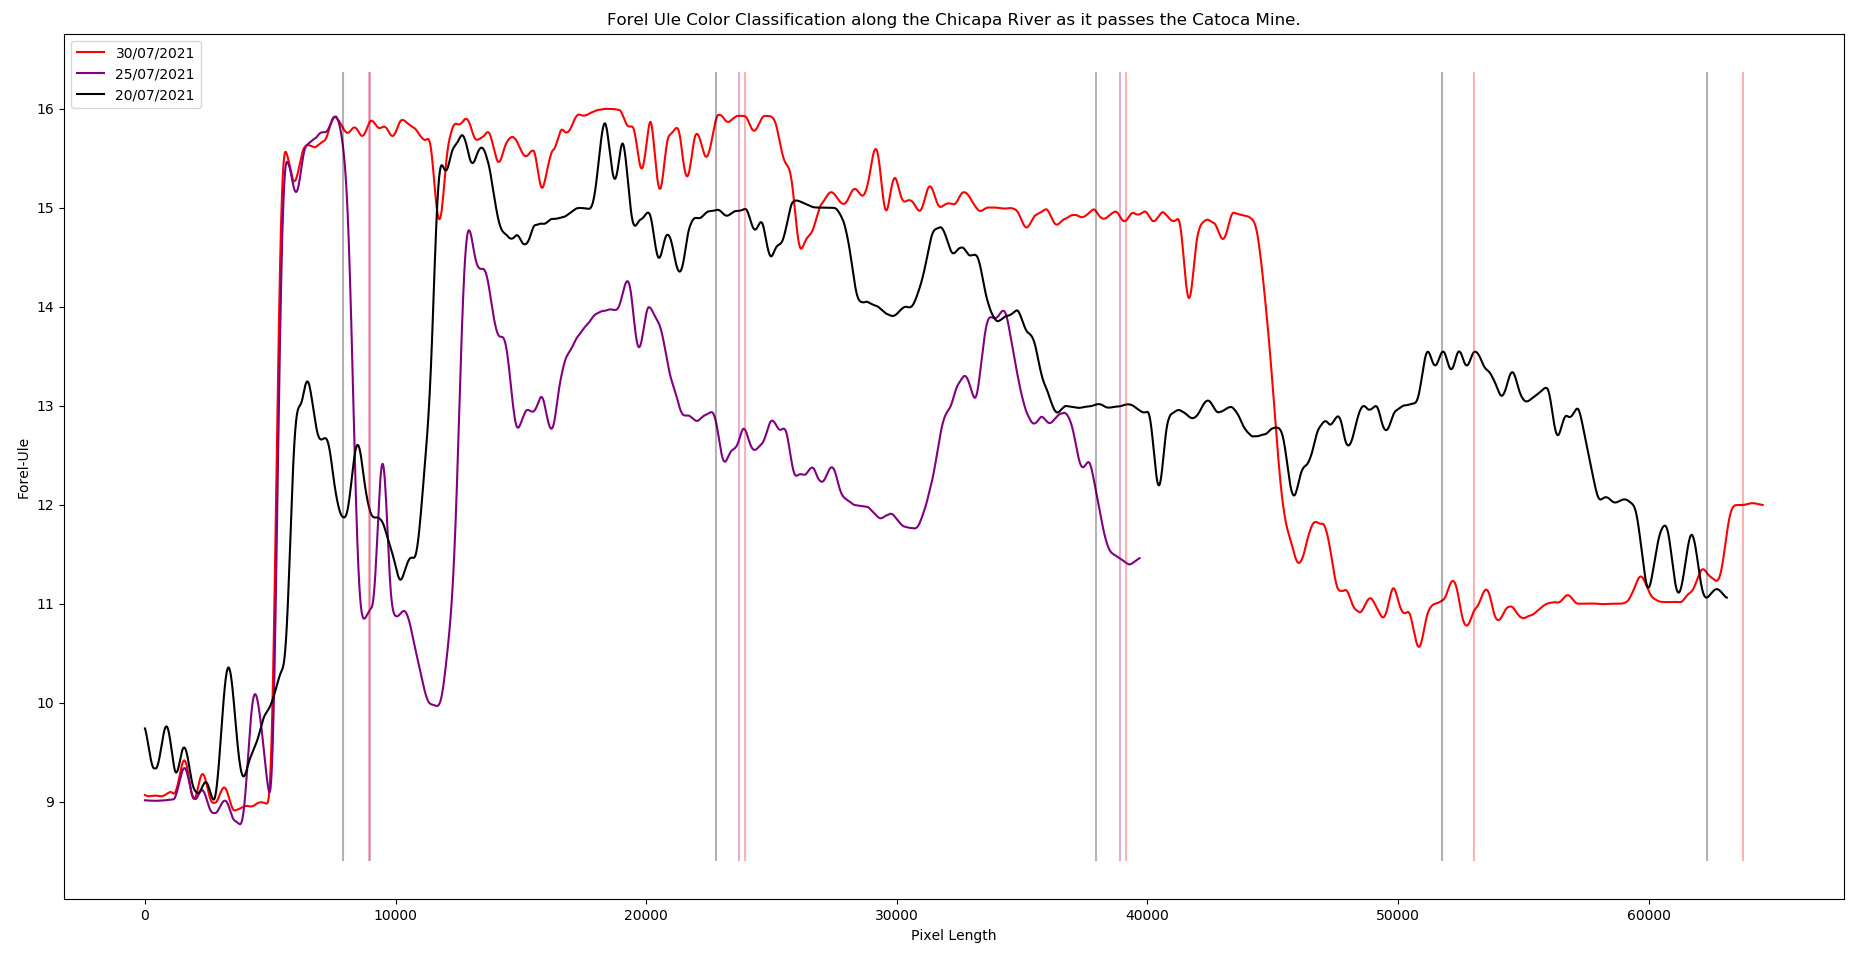 Forel Ule Color Classification along the Chicapa River as it passes the Catoca Mine.
30/07/2021
25/07/2021
20/07/2021
16
15
14
13
12
11
10
9
Forel-Ule
0 10000 20000 30000 40000 50000 60000
Pixel Length